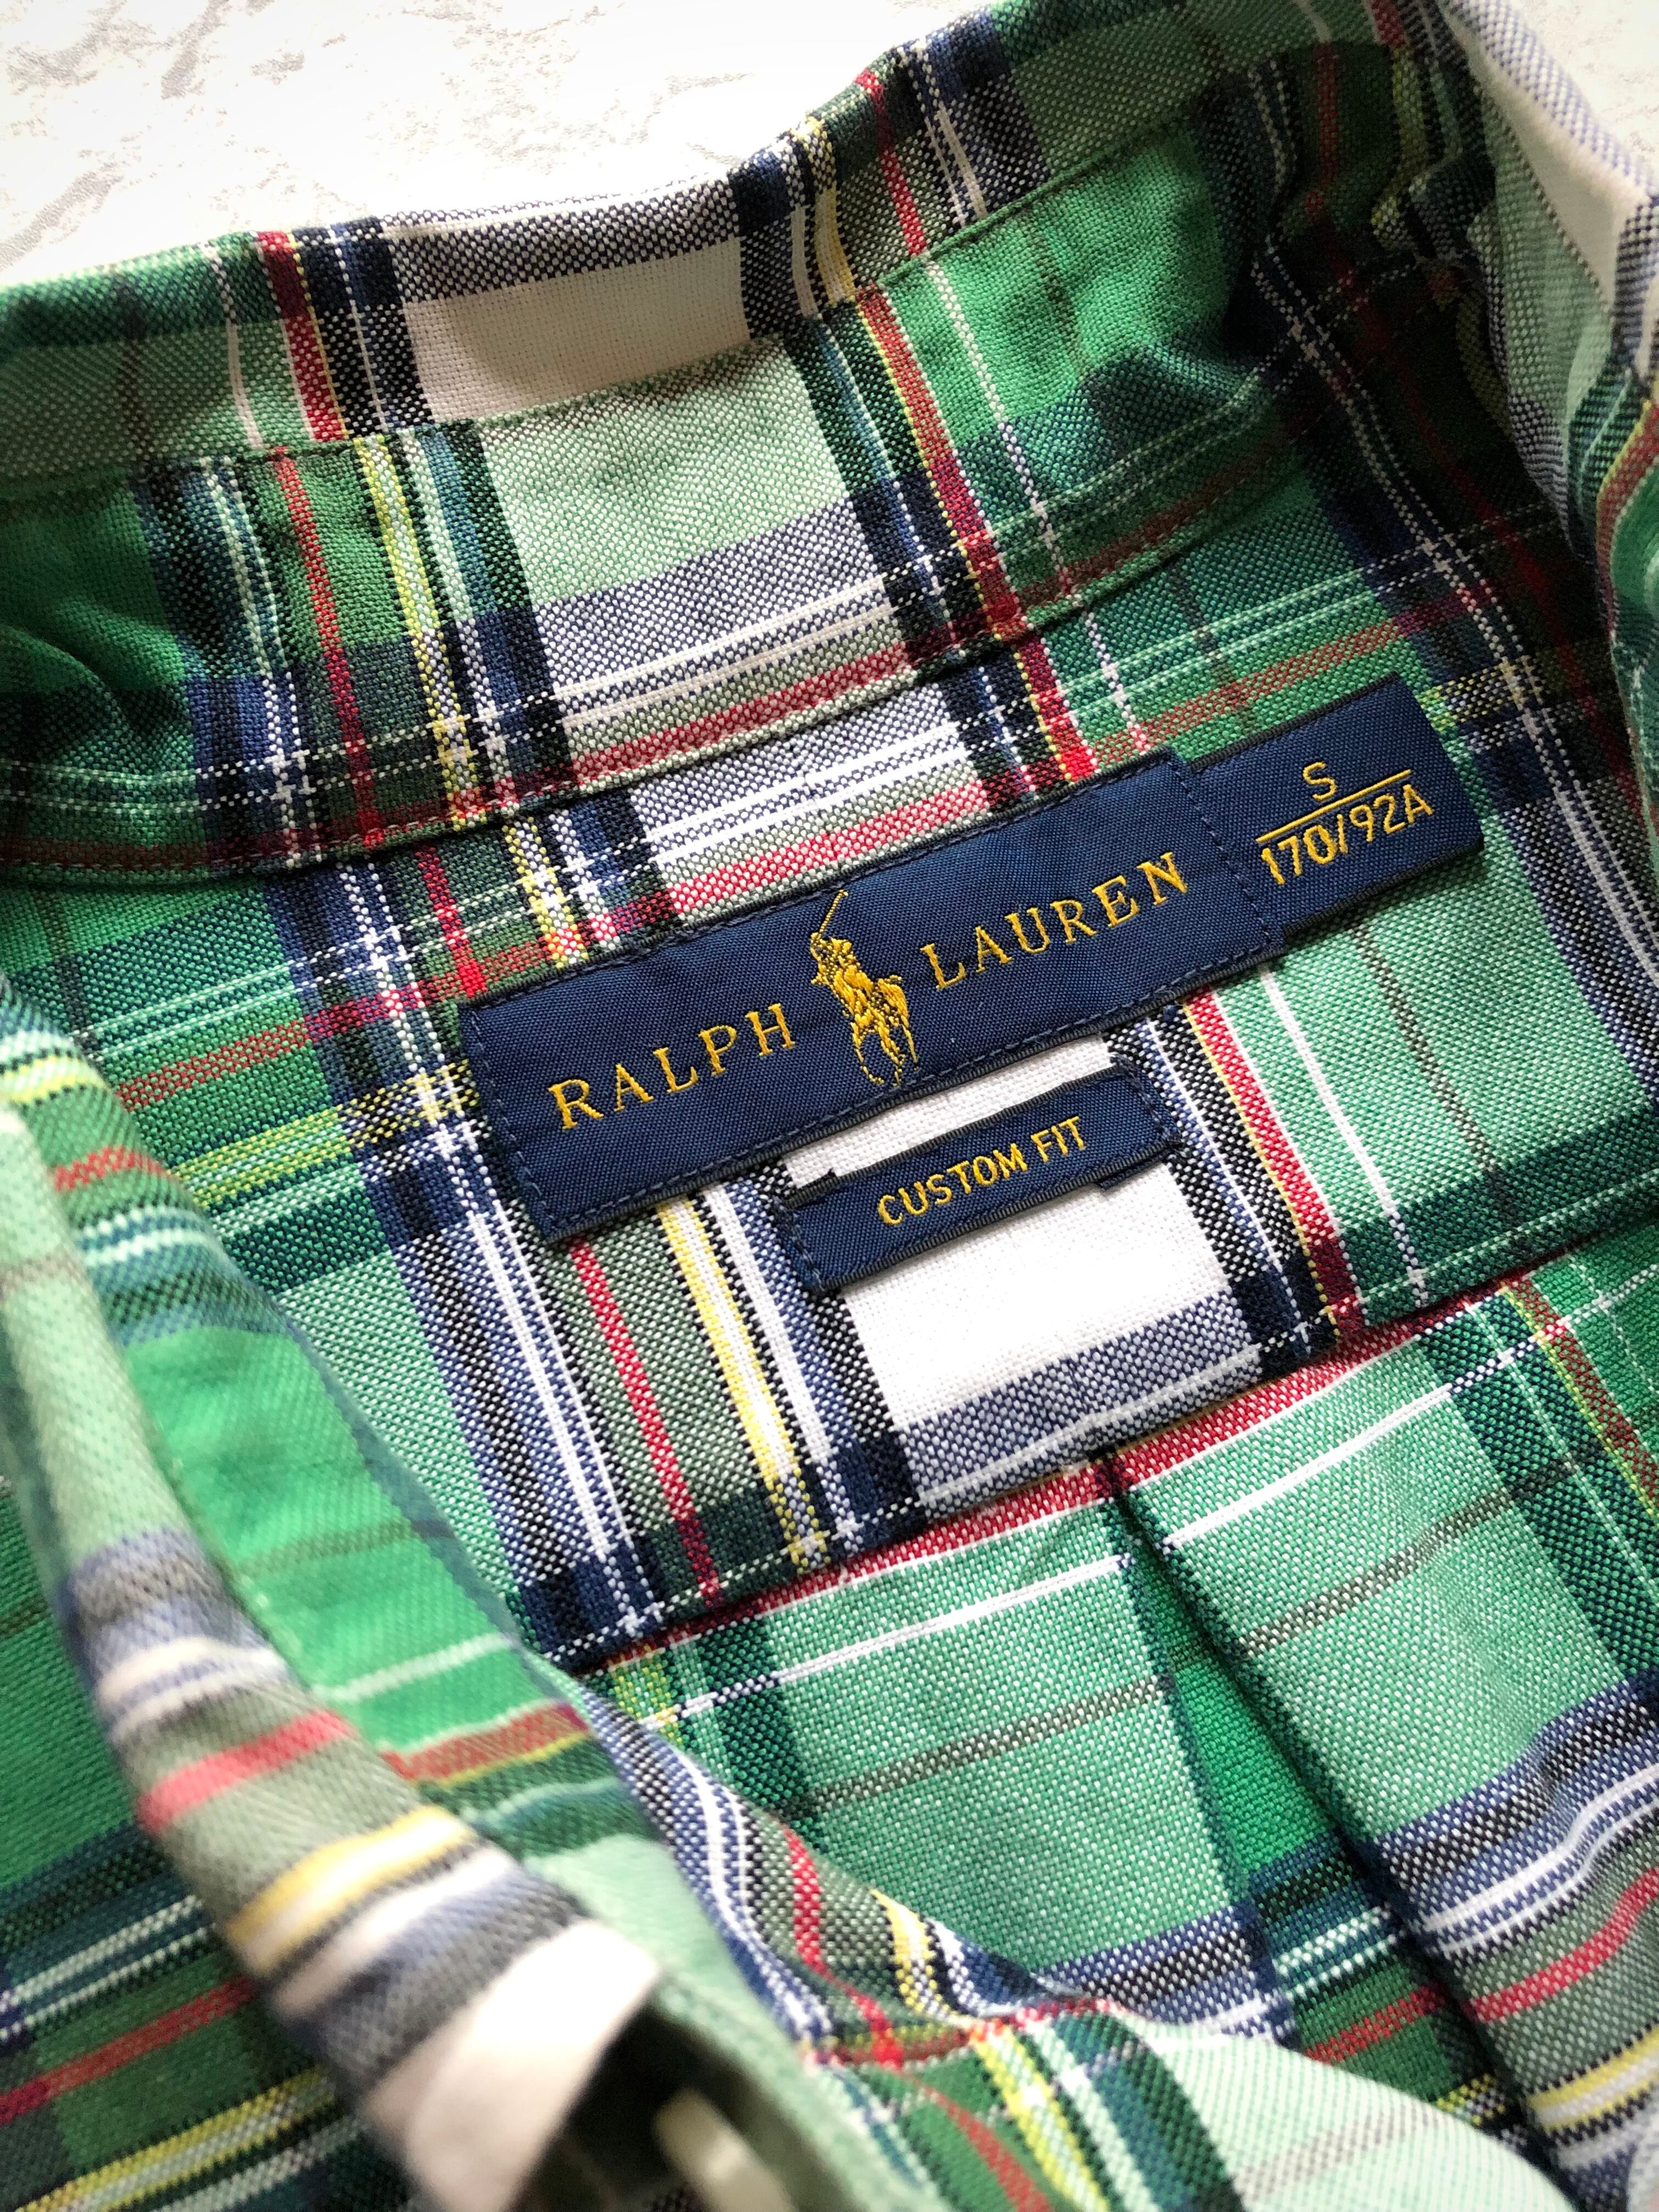 RALPH LAUREN
S
170/92A
CUSTOM FIT